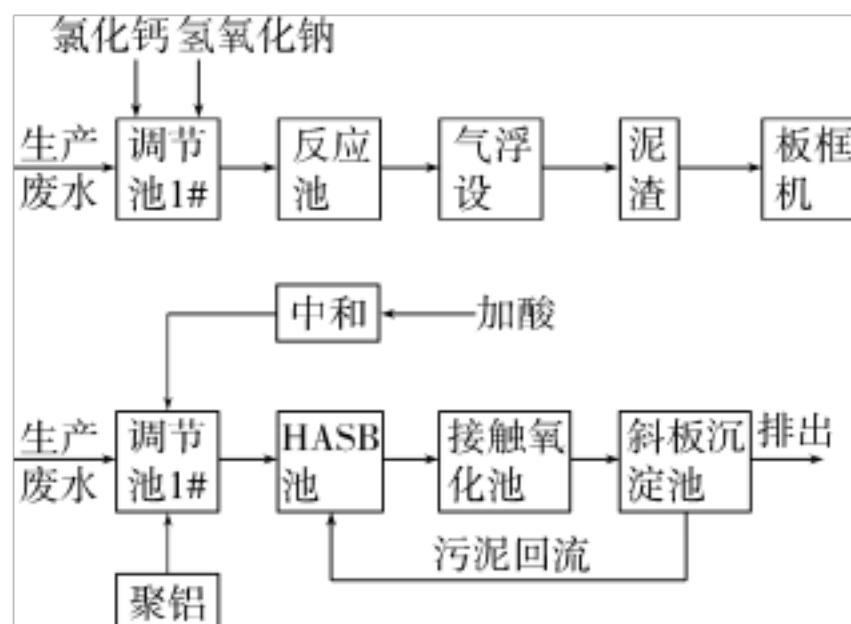 氯化钙 氢氧化钠
生产
废水
调节
池1#
反应
池
气浮
设
泥
渣
板框
机
中和
加酸
生产
废水
调节
池1#
HASB
池
接触氧
化池
斜板沉
淀池
排出
污泥回流
聚铝